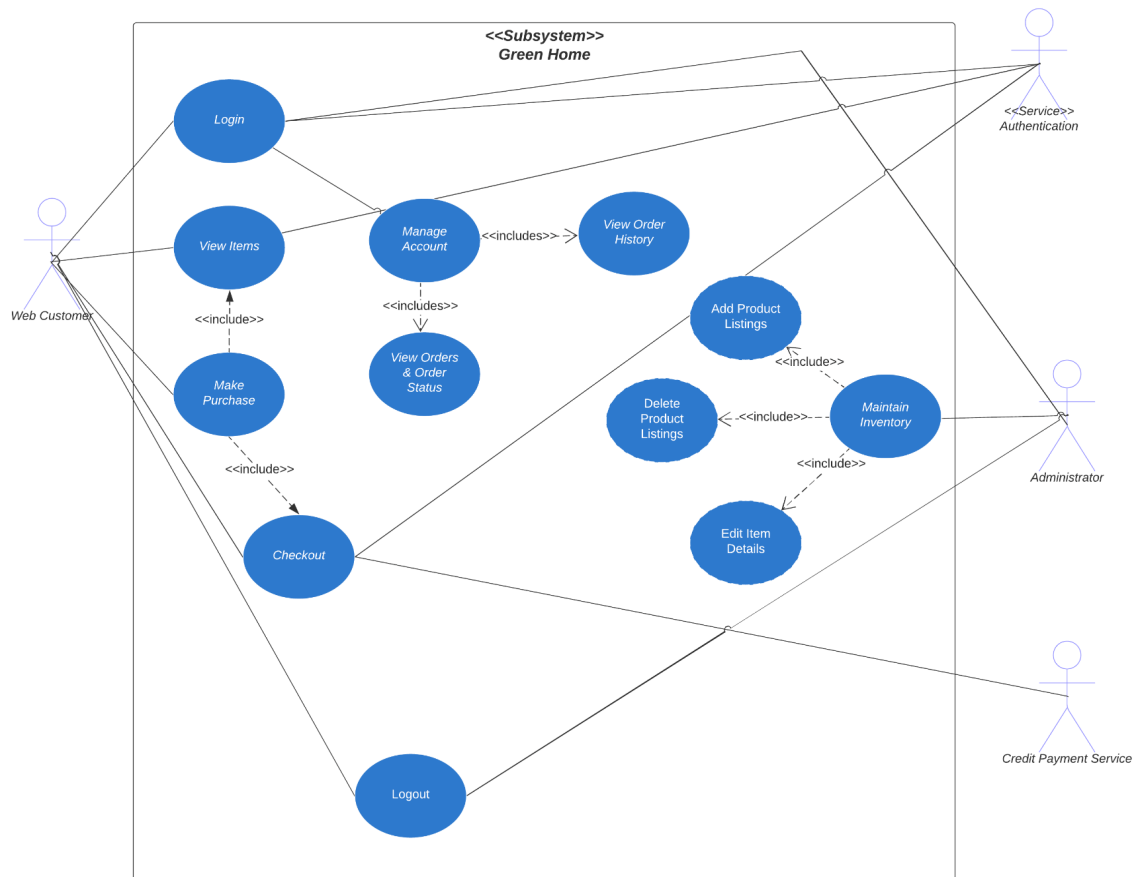 <<Subsystem>>
Green Home
<<Service>>
Authentication
Login
View Items
Manage
Account
<<includes>>
View Order
History
Web Customer
<<include>>
<<includes>>
Add Product
Listings
View Orders
& Order
Status
<<include>>
Make
Purchase
Delete
Product
Listings
<<include>>
Maintain
Inventory
<<include>>
<<include>>
Administrator
Edit Item
Details
Checkout
Credit Payment Service
Logout